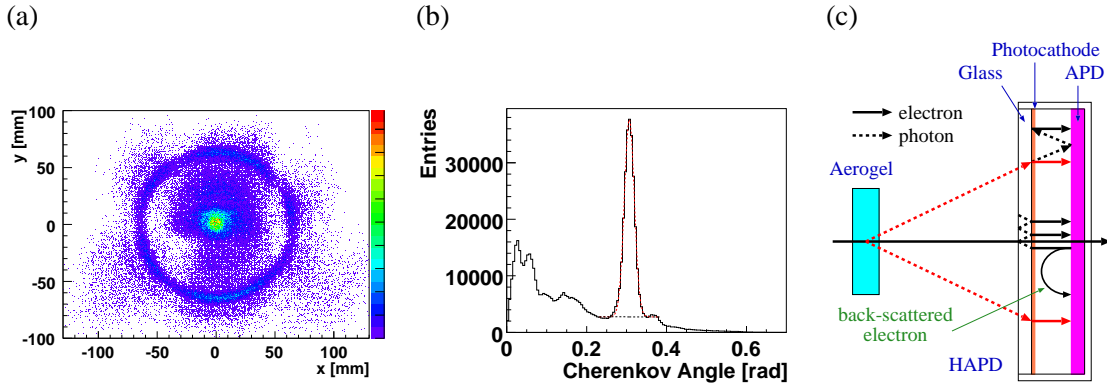 (a)
y [mm]
100
50
0
-50
-100
-100
-50
0
50
100
x [mm]
(b)
Entries
30000
20000
10000
0
0
0.2
0.4
0.6
Cherenkov Angle [rad]
(c)
Photocathode
Glass
APD
electron
photon
Aerogel
back-scattered
electron
HAPD